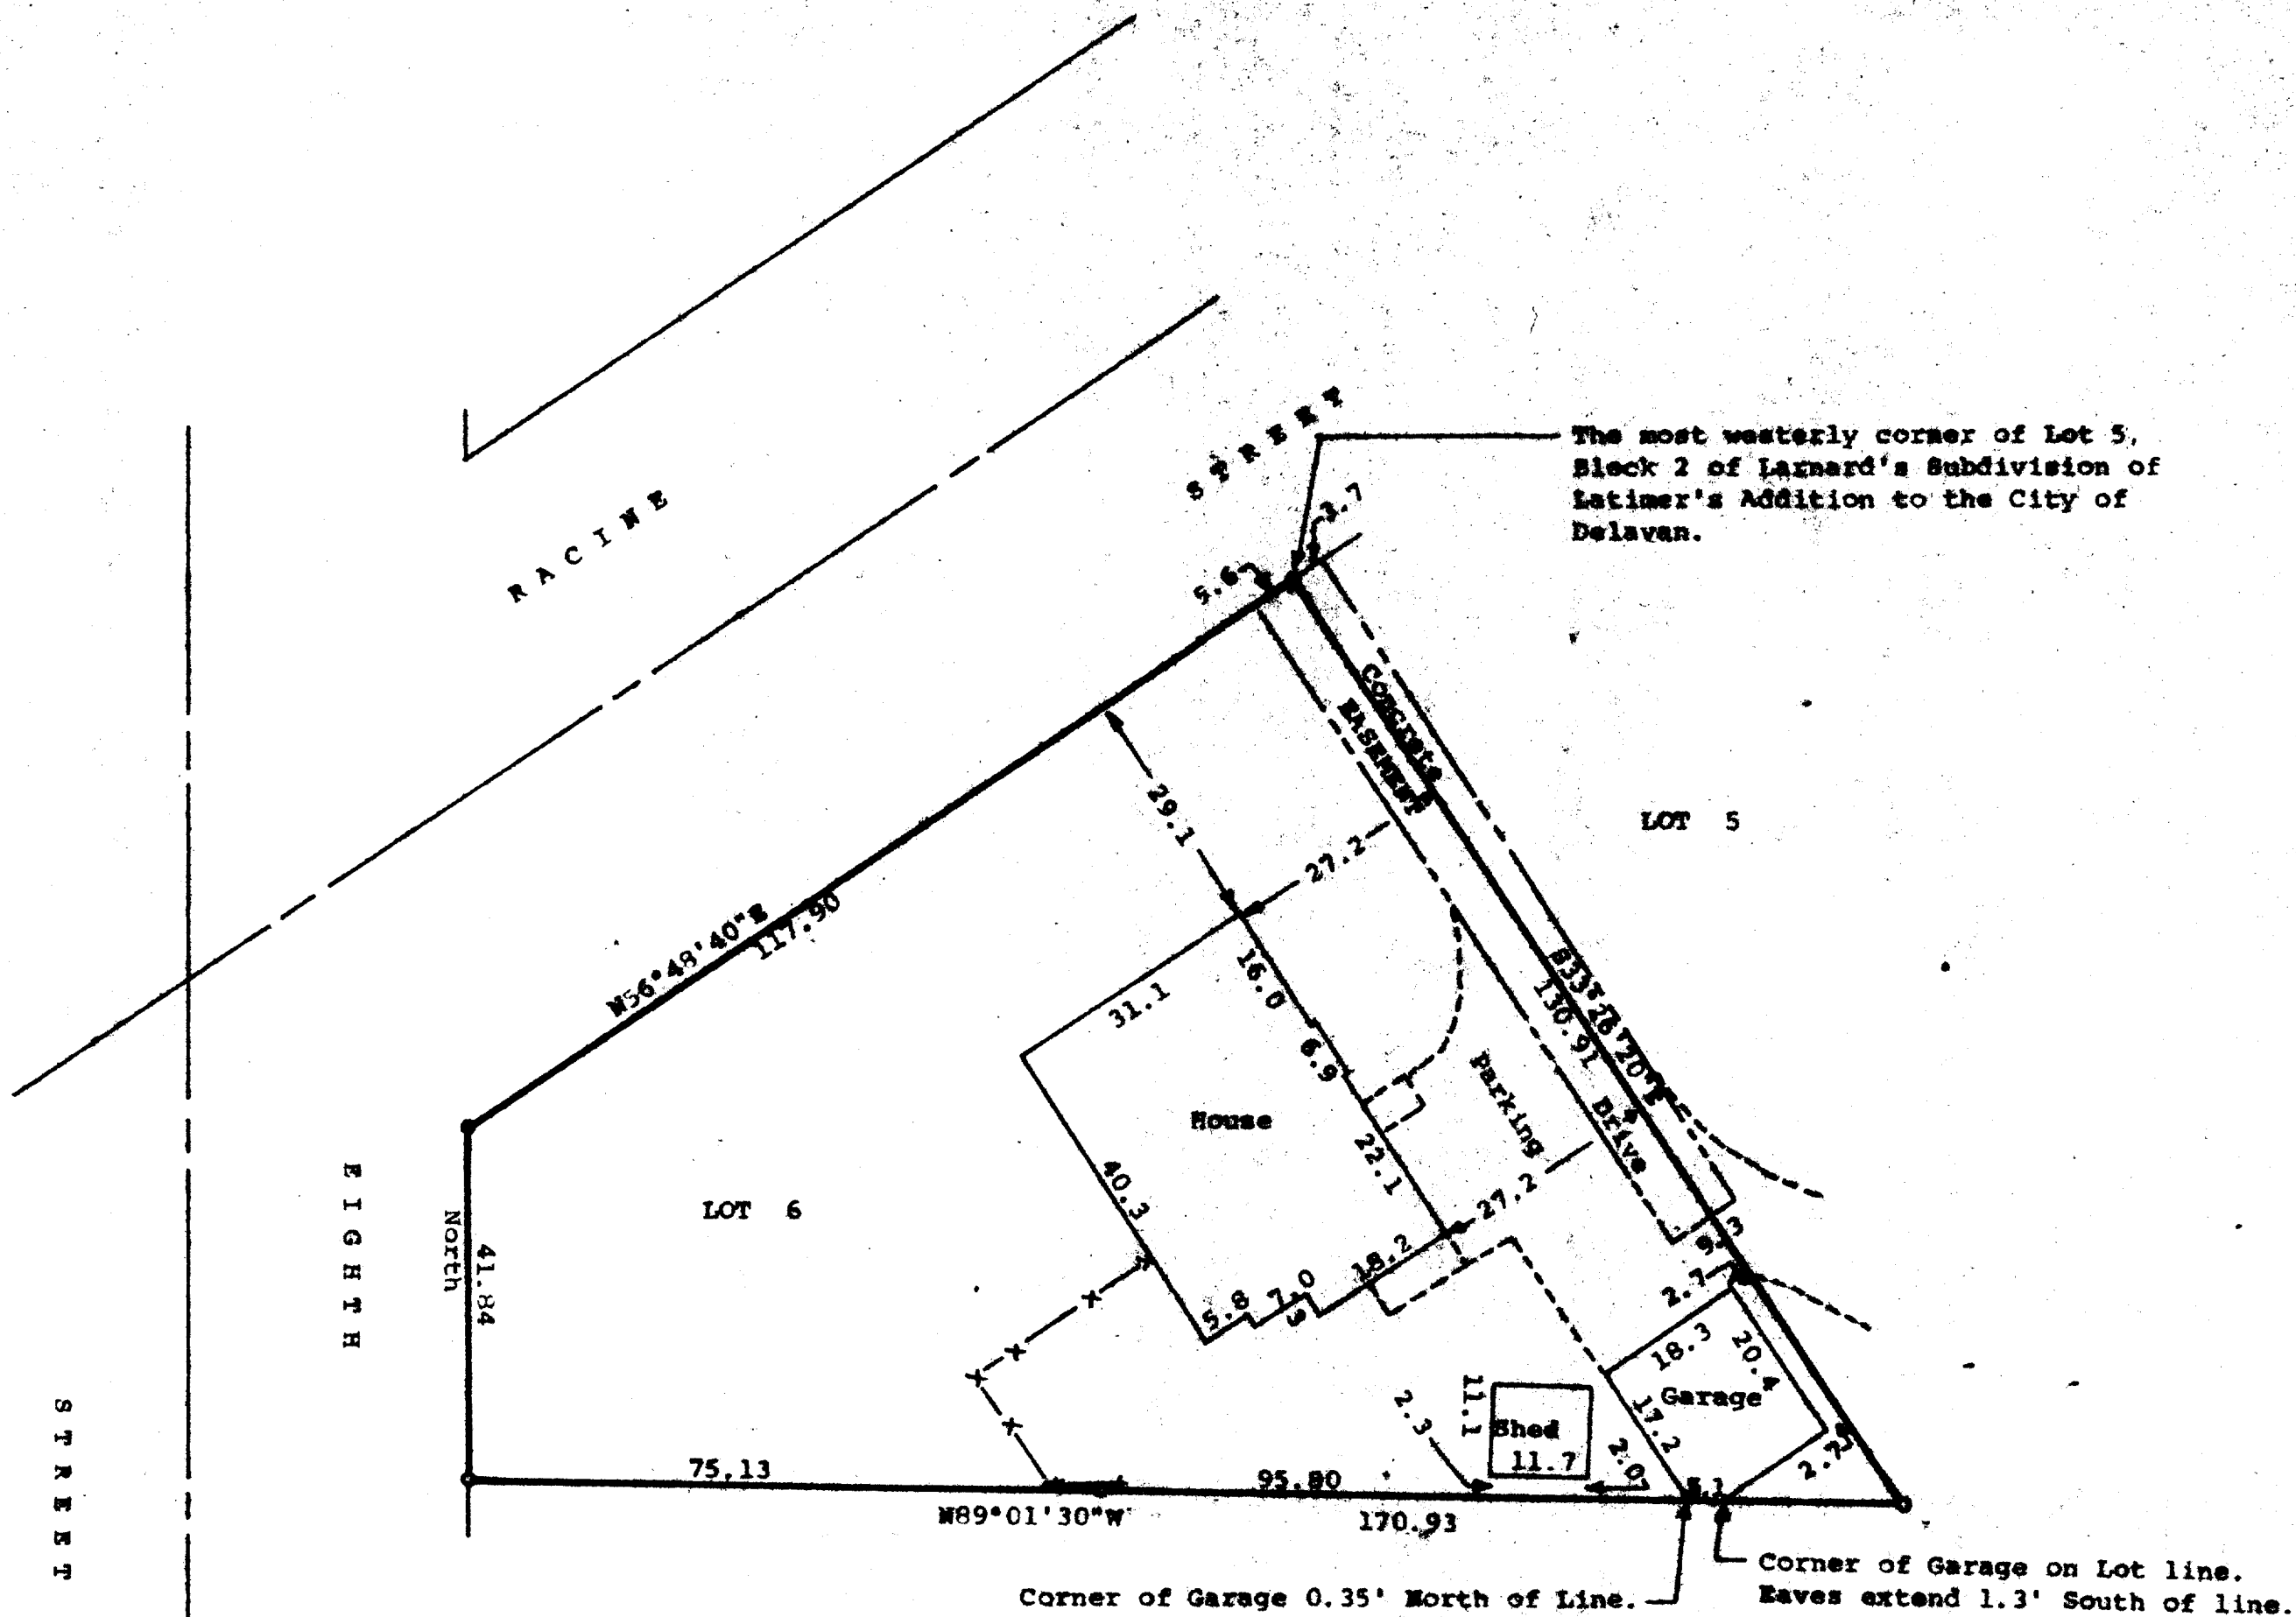 RACINE
STREET
The most westerly corner of Lot 5,
Block 2 of Larnard's Subdivision of
Latimer's Addition to the City of
Delavan.
3.7
5.6
Concrete
EASEMENT
LOT 5
29.1
27.2
N56°48'40"E
117.90
31.1
16.0
6.9
130.91
Parking
Drive
House
22.1
40.3
27.2
LOT 6
EIGHTH
STREET
North
41.84
18.2
5.8
7.0
9.3
2.7
18.3
20.4
Garage
17.2
11.1
Shed
11.7
2.3
2.0
2.7
5.1
75.13
95.80
N89°01'30"W
170.93
Corner of Garage on Lot line.
Eaves extend 1.3' South of line.
Corner of Garage 0.35' North of Line.